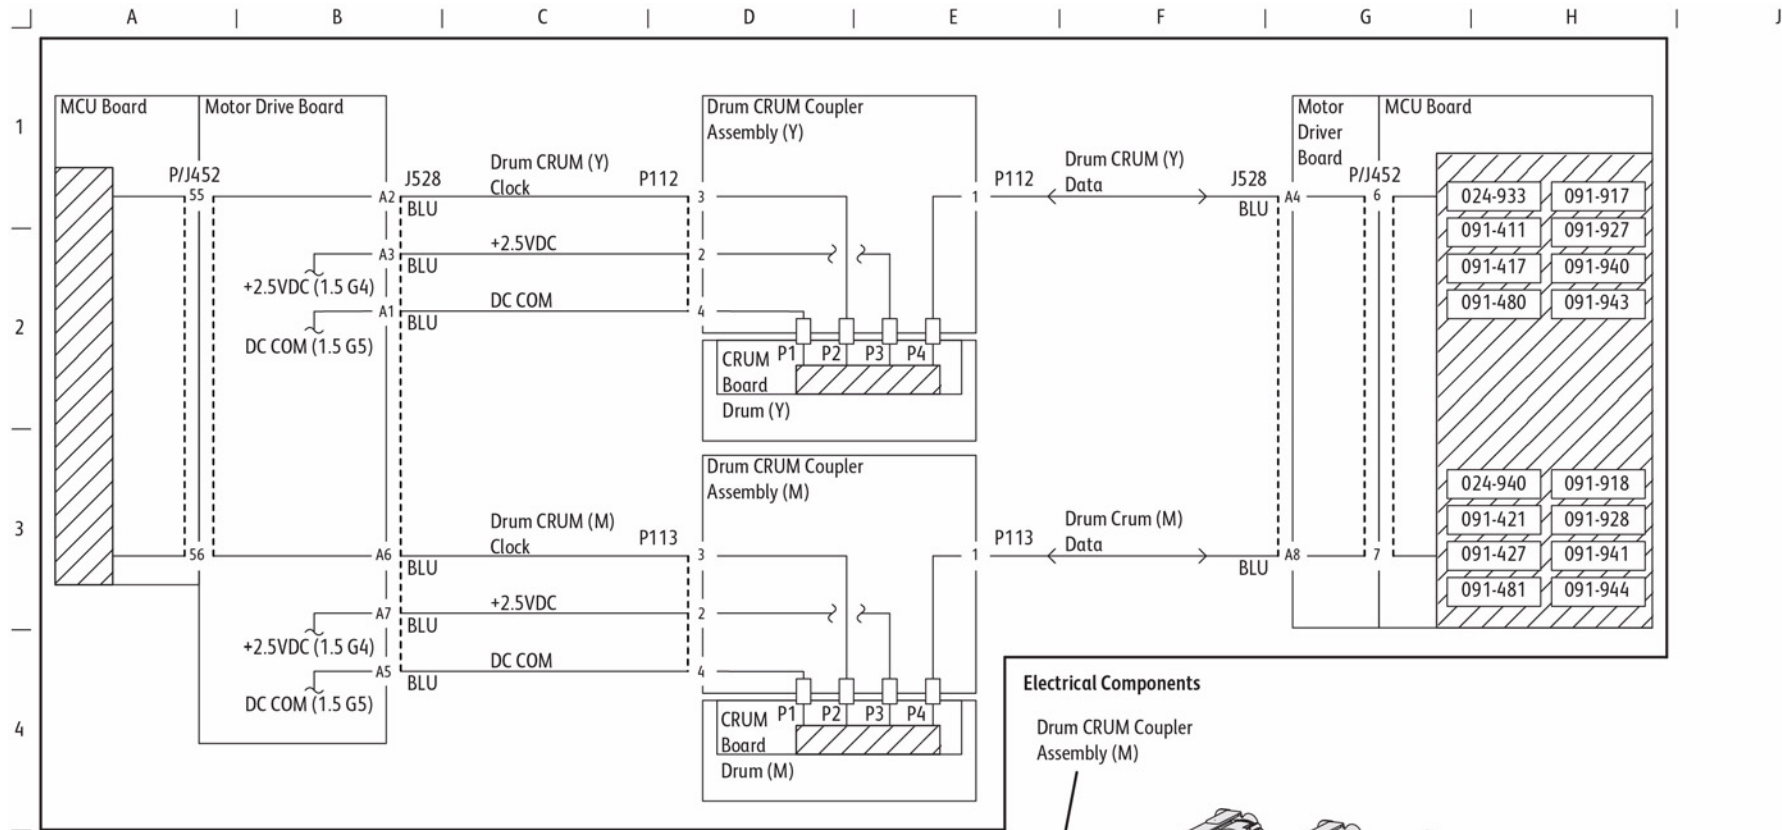 A B C D E F G H J
1
MCU Board
Motor Drive Board
Drum CRUM Coupler
Assembly (Y)
Motor
Driver
Board
MCU Board
P/J452
55
A2
J528
BLU
Drum CRUM (Y)
Clock
P112
3
1
P112
Drum CRUM (Y)
Data
J528
BLU
A4
P/J452
6
024-933 091-917
091-411 091-927
091-417 091-940
091-480 091-943
2
A3
BLU
+2.5VDC
2
+2.5VDC (1.5 G4)
A1
BLU
DC COM
4
DC COM (1.5 G5)
P1 P2 P3 P4
CRUM
Board
Drum (Y)
3
Drum CRUM Coupler
Assembly (M)
56
A6
BLU
Drum CRUM (M)
Clock
P113
3
1
P113
Drum Crum (M)
Data
BLU
A8
7
024-940 091-918
091-421 091-928
091-427 091-941
091-481 091-944
A7
BLU
+2.5VDC
2
+2.5VDC (1.5 G4)
A5
BLU
DC COM
4
DC COM (1.5 G5)
4
P1 P2 P3 P4
CRUM
Board
Drum (M)
Electrical Components
Drum CRUM Coupler
Assembly (M)